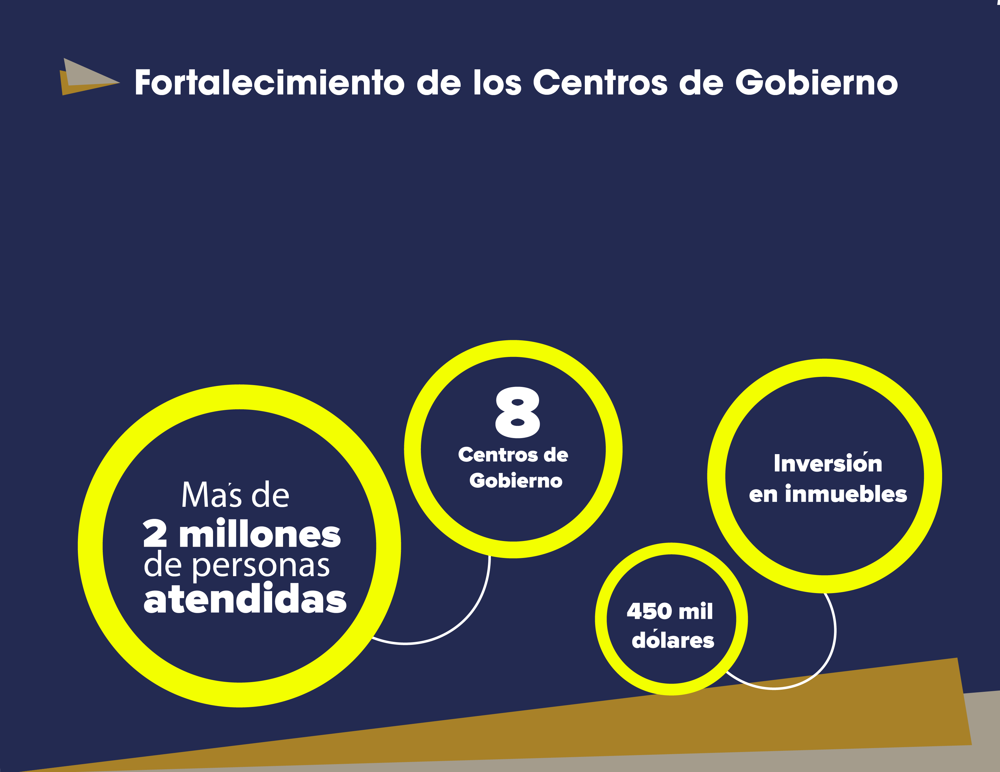 Fortalecimiento de los Centros de Gobierno
Más de
2 millones
de personas
atendidas
8
Centros de
Gobierno
450 mil
dólares
Inversión
en inmuebles